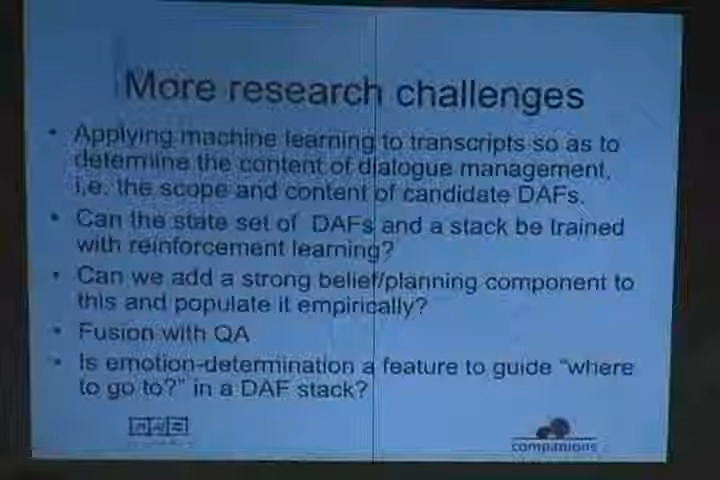 More research challenges
• Applying machine learning to transcripts so as to
determine the content of dialogue management,
i.e. the scope and content of candidate DAFs.
• Can the state set of DAFs and a stack be trained
with reinforcement learning?
• Can we add a strong belief/planning component to
this and populate it empirically?
• Fusion with QA
• Is emotion-determination a feature to guide "where
to go to?" in a DAF stack?
companions